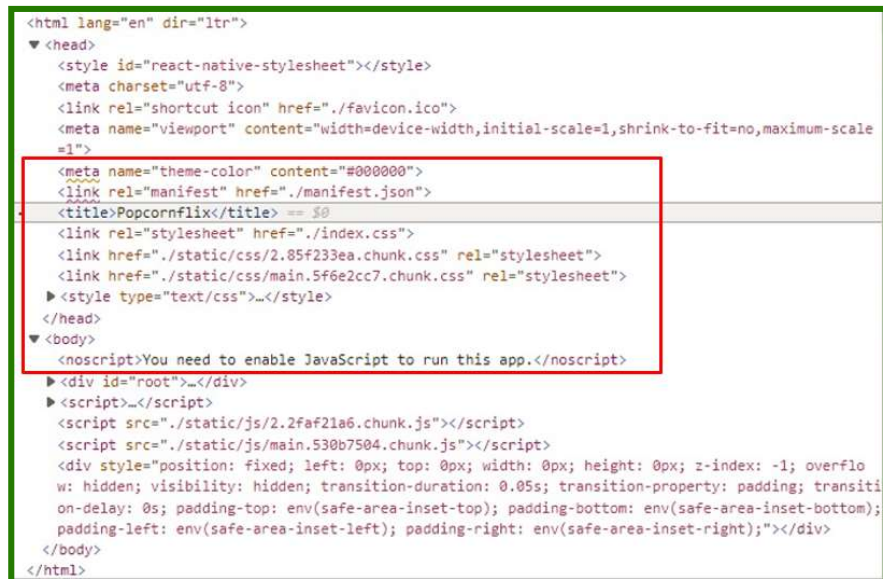 <html lang="en" dir="ltr">
▼ <head>
<style id="react-native-stylesheet"></style>
<meta charset="utf-8">
<link rel="shortcut icon" href="./favicon.ico">
<meta name="viewport" content="width=device-width,initial-scale=1,shrink-to-fit=no,maximum-scale
=1">
<meta name="theme-color" content="#000000">
<link rel="manifest" href="./manifest.json">
<title>Popcornflix</title> == $0
<link rel="stylesheet" href="./index.css">
<link href="./static/css/2.85f233ea.chunk.css" rel="stylesheet">
<link href="./static/css/main.5f6e2cc7.chunk.css" rel="stylesheet">
▶ <style type="text/css">…</style>
</head>
▼ <body>
<noscript>You need to enable JavaScript to run this app.</noscript>
▶ <div id="root">…</div>
▶ <script>…</script>
<script src="./static/js/2.2faf21a6.chunk.js"></script>
<script src="./static/js/main.530b7504.chunk.js"></script>
<div style="position: fixed; left: 0px; top: 0px; width: 0px; height: 0px; z-index: -1; overflo
w: hidden; visibility: hidden; transition-duration: 0.05s; transition-property: padding; transiti
on-delay: 0s; padding-top: env(safe-area-inset-top); padding-bottom: env(safe-area-inset-bottom);
padding-left: env(safe-area-inset-left); padding-right: env(safe-area-inset-right);"></div>
</body>
</html>